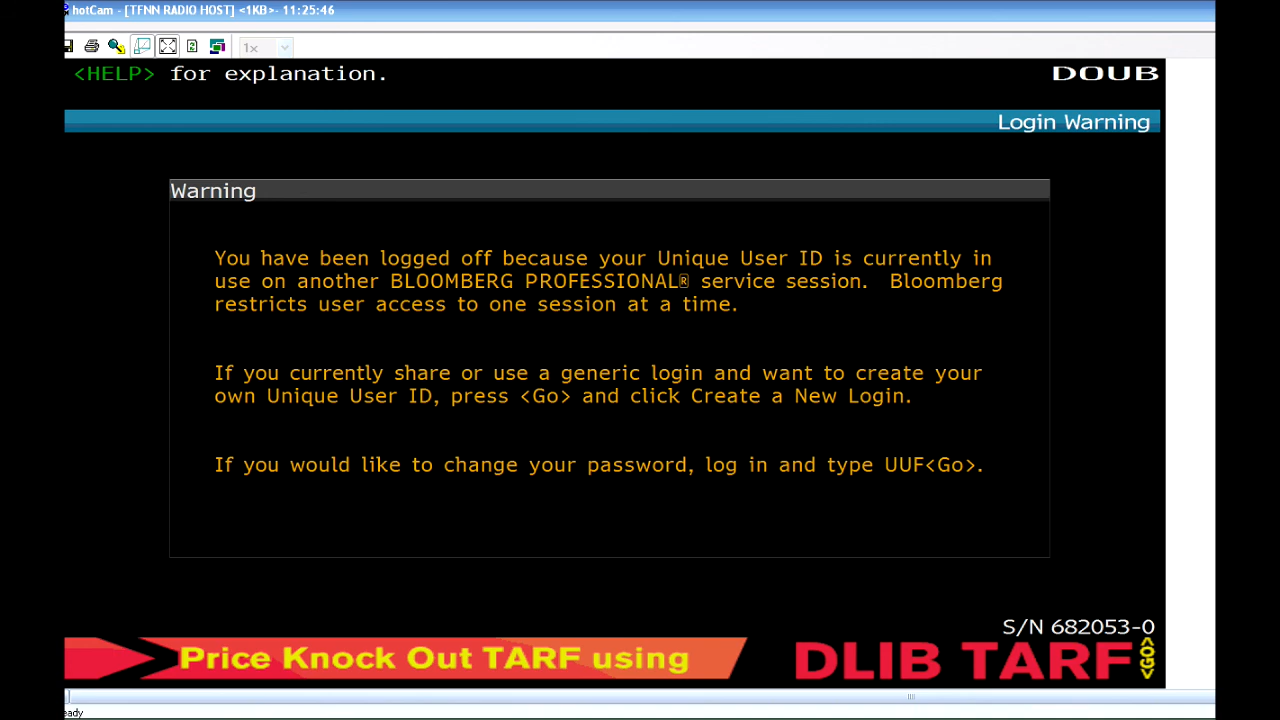 hotCam - [TFNN RADIO HOST] <1KB> - 11:25:46
1x
<HELP> for explanation.
DOUB
Login Warning
Warning
You have been logged off because your Unique User ID is currently in
use on another BLOOMBERG PROFESSIONAL® service session. Bloomberg
restricts user access to one session at a time.
If you currently share or use a generic login and want to create your
own Unique User ID, press <Go> and click Create a New Login.
If you would like to change your password, log in and type UUF<Go>.
S/N 682053-0
Price Knock Out TARF using
DLIB TARF <GO>
eady